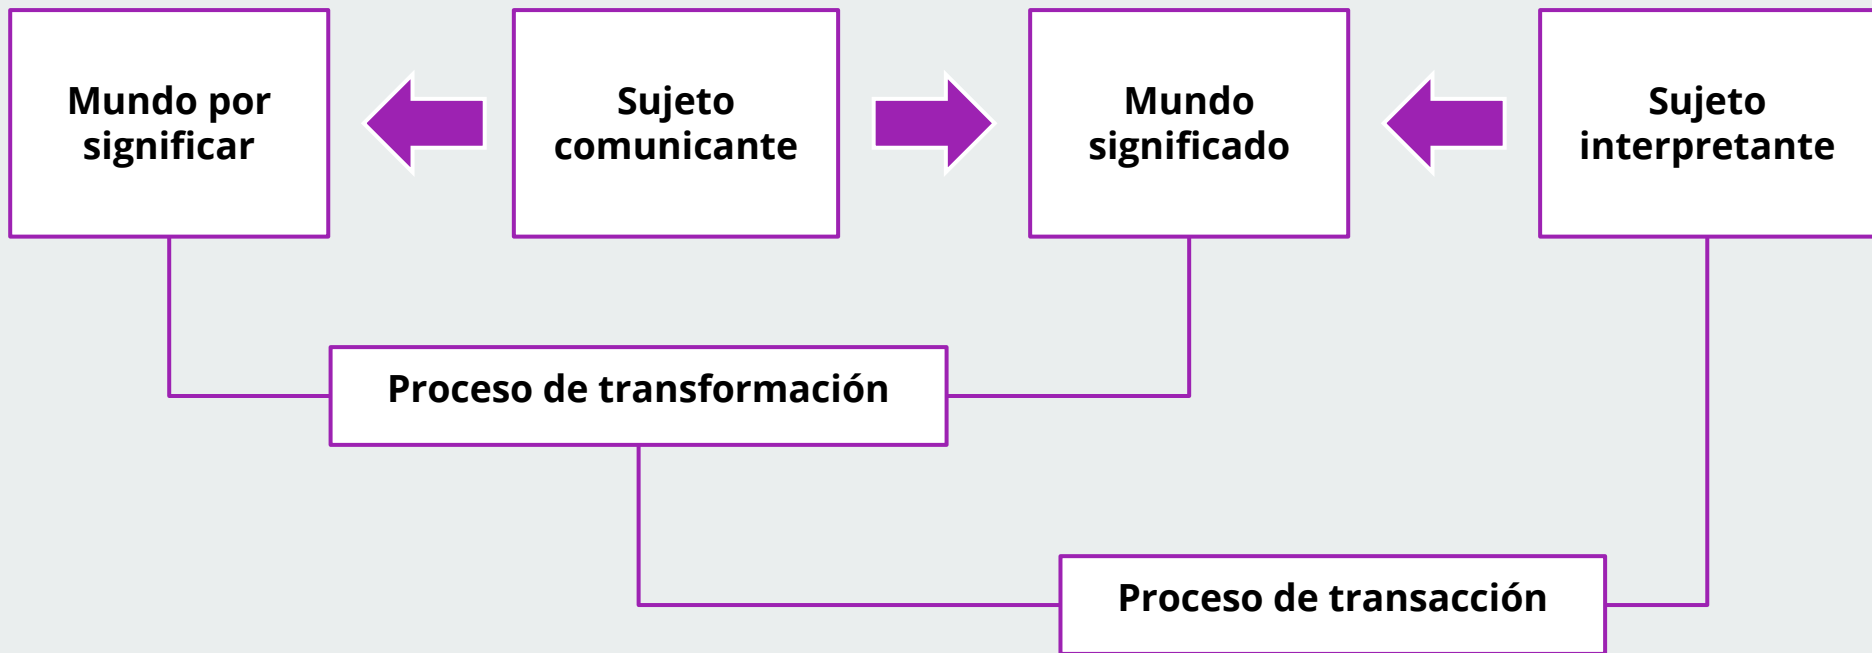 Mundo por
significar
Sujeto
comunicante
Mundo
significado
Sujeto
interpretante
Proceso de transformación
Proceso de transacción